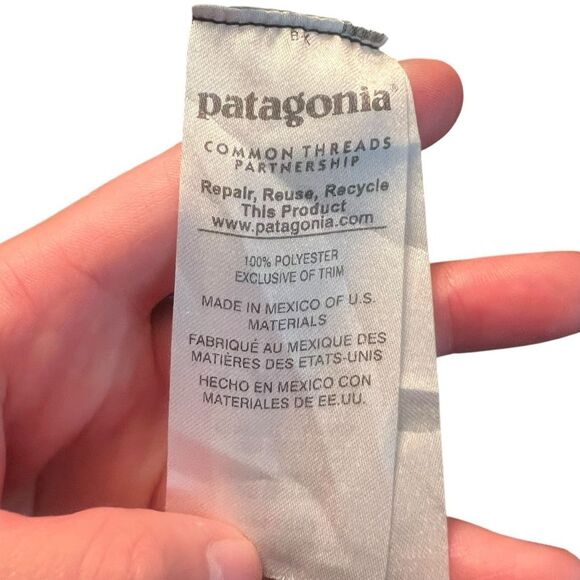 B-K
patagonia®
COMMON THREADS
PARTNERSHIP
Repair, Reuse, Recycle
This Product
www.patagonia.com
100% POLYESTER
EXCLUSIVE OF TRIM
MADE IN MEXICO OF U.S.
MATERIALS
FABRIQUÉ AU MEXIQUE DES
MATIÈRES DES ETATS-UNIS
HECHO EN MEXICO CON
MATERIALES DE EE.UU.